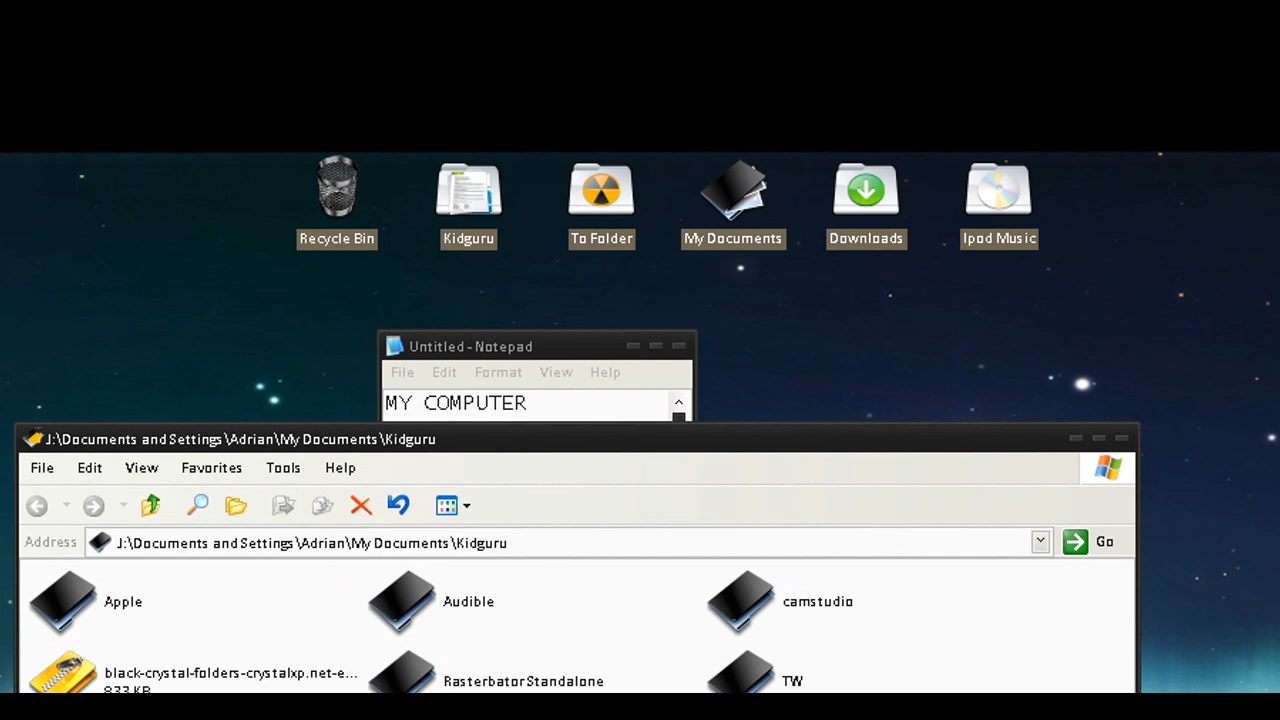 Recycle Bin
Kidguru
To Folder
My Documents
Downloads
Ipod Music
Untitled - Notepad
File Edit Format View Help
MY COMPUTER
J:\Documents and Settings\Adrian\My Documents\Kidguru
File Edit View Favorites Tools Help
Address J:\Documents and Settings\Adrian\My Documents\Kidguru Go
Apple
Audible
camstudio
black-crystal-folders-crystalxp.net-e...
833 KB
RasterbatorStandalone
TW